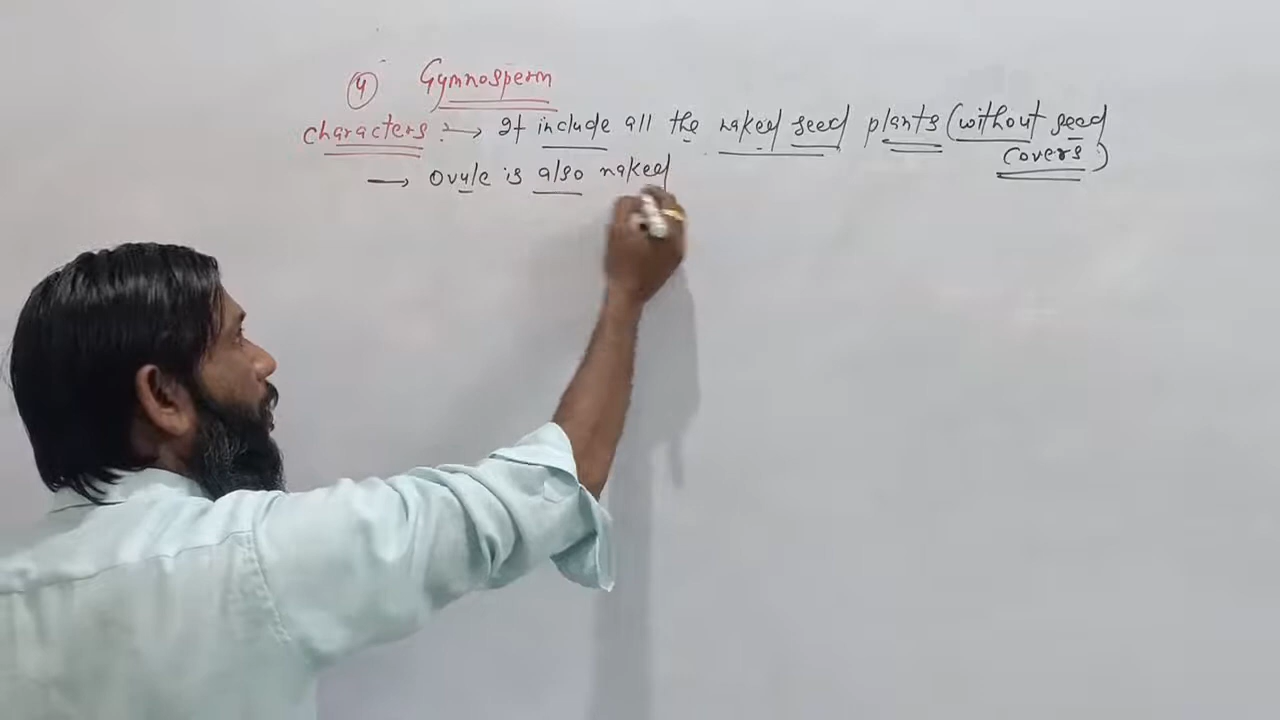 ④ Gymnosperm
characters :→ It include all the naked seed plants (without seed
covers.)
→ Ovule is also naked